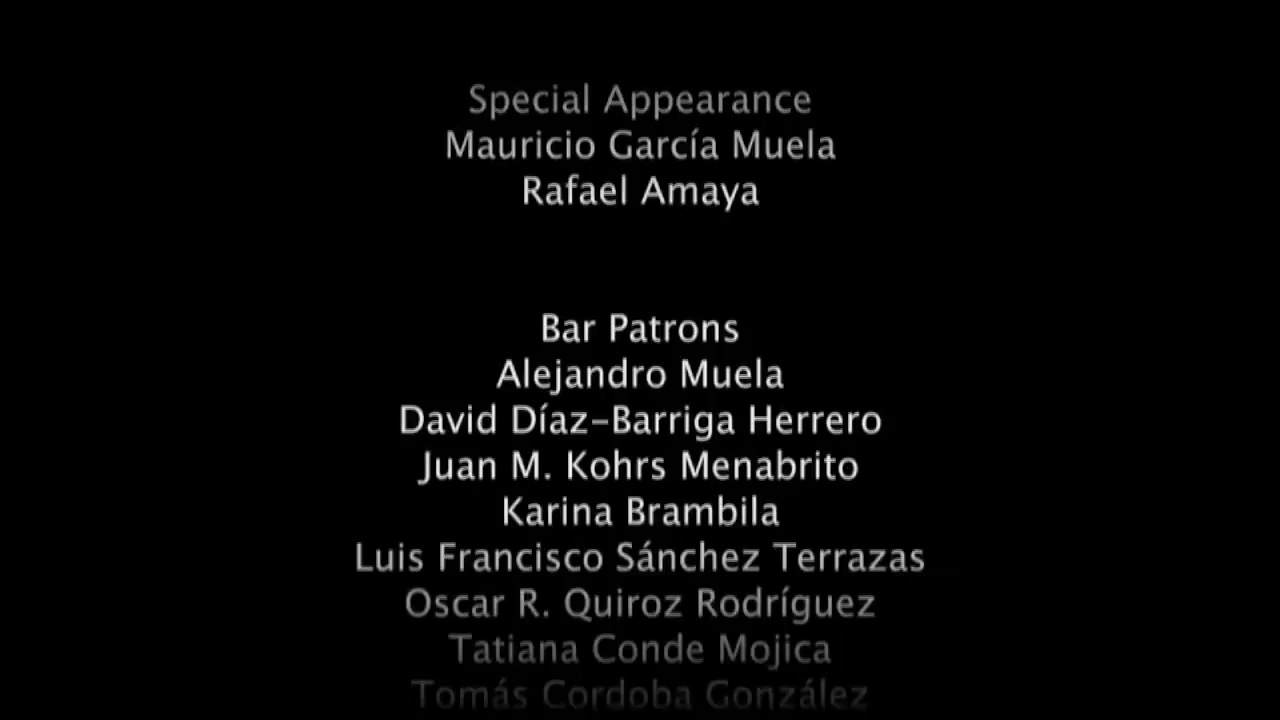 Special Appearance
Mauricio García Muela
Rafael Amaya
Bar Patrons
Alejandro Muela
David Díaz-Barriga Herrero
Juan M. Kohrs Menabrito
Karina Brambila
Luis Francisco Sánchez Terrazas
Oscar R. Quiroz Rodríguez
Tatiana Conde Mojica
Tomás Cordoba González